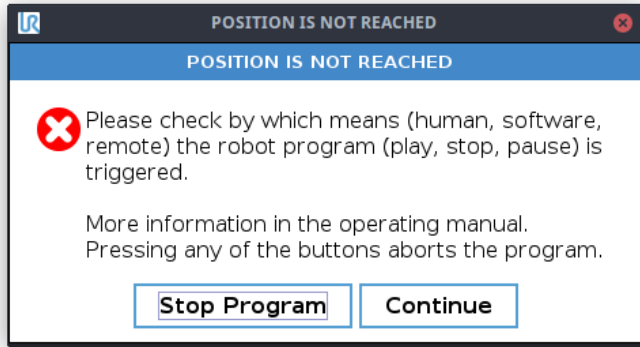 UR
POSITION IS NOT REACHED
POSITION IS NOT REACHED
Please check by which means (human, software,
remote) the robot program (play, stop, pause) is
triggered.
More information in the operating manual.
Pressing any of the buttons aborts the program.
Stop Program
Continue